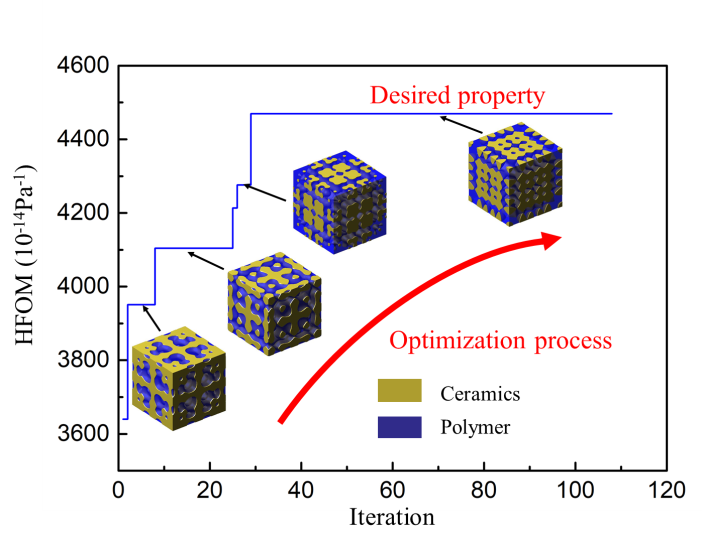 4600
4400
4200
4000
3800
3600
HFOM (10⁻¹⁴Pa⁻¹)
Desired property
Optimization process
Ceramics
Polymer
0 20 40 60 80 100 120
Iteration